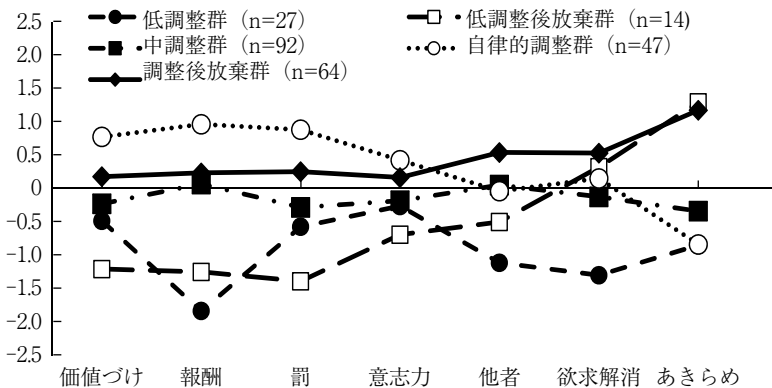 低調整群（n=27）
低調整後放棄群（n=14）
中調整群（n=92）
自律的調整群（n=47）
調整後放棄群（n=64）
2.5
2.0
1.5
1.0
0.5
0
−0.5
−1.0
−1.5
−2.0
−2.5
価値づけ 報酬 罰 意志力 他者 欲求解消 あきらめ